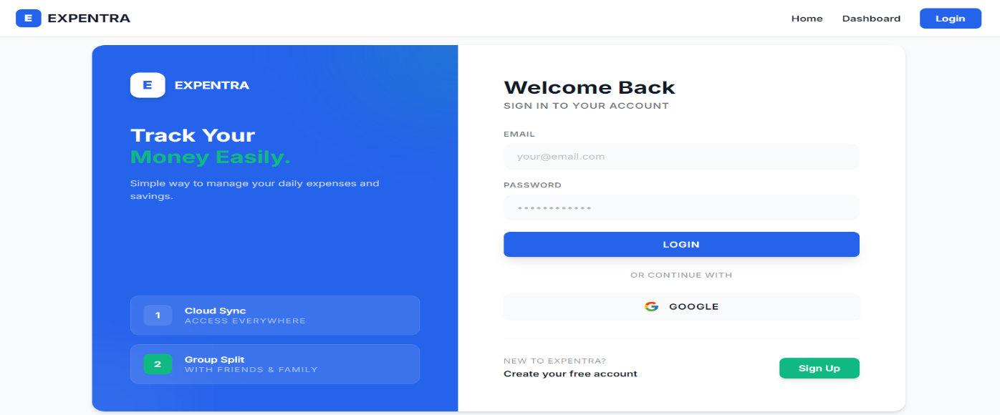 E EXPENTRA
Home Dashboard Login
E EXPENTRA
Track Your
Money Easily.
Simple way to manage your daily expenses and
savings.
1 Cloud Sync
ACCESS EVERYWHERE
2 Group Split
WITH FRIENDS & FAMILY
Welcome Back
SIGN IN TO YOUR ACCOUNT
EMAIL
your@email.com
PASSWORD
••••••••••••
LOGIN
OR CONTINUE WITH
GOOGLE
NEW TO EXPENTRA?
Create your free account
Sign Up